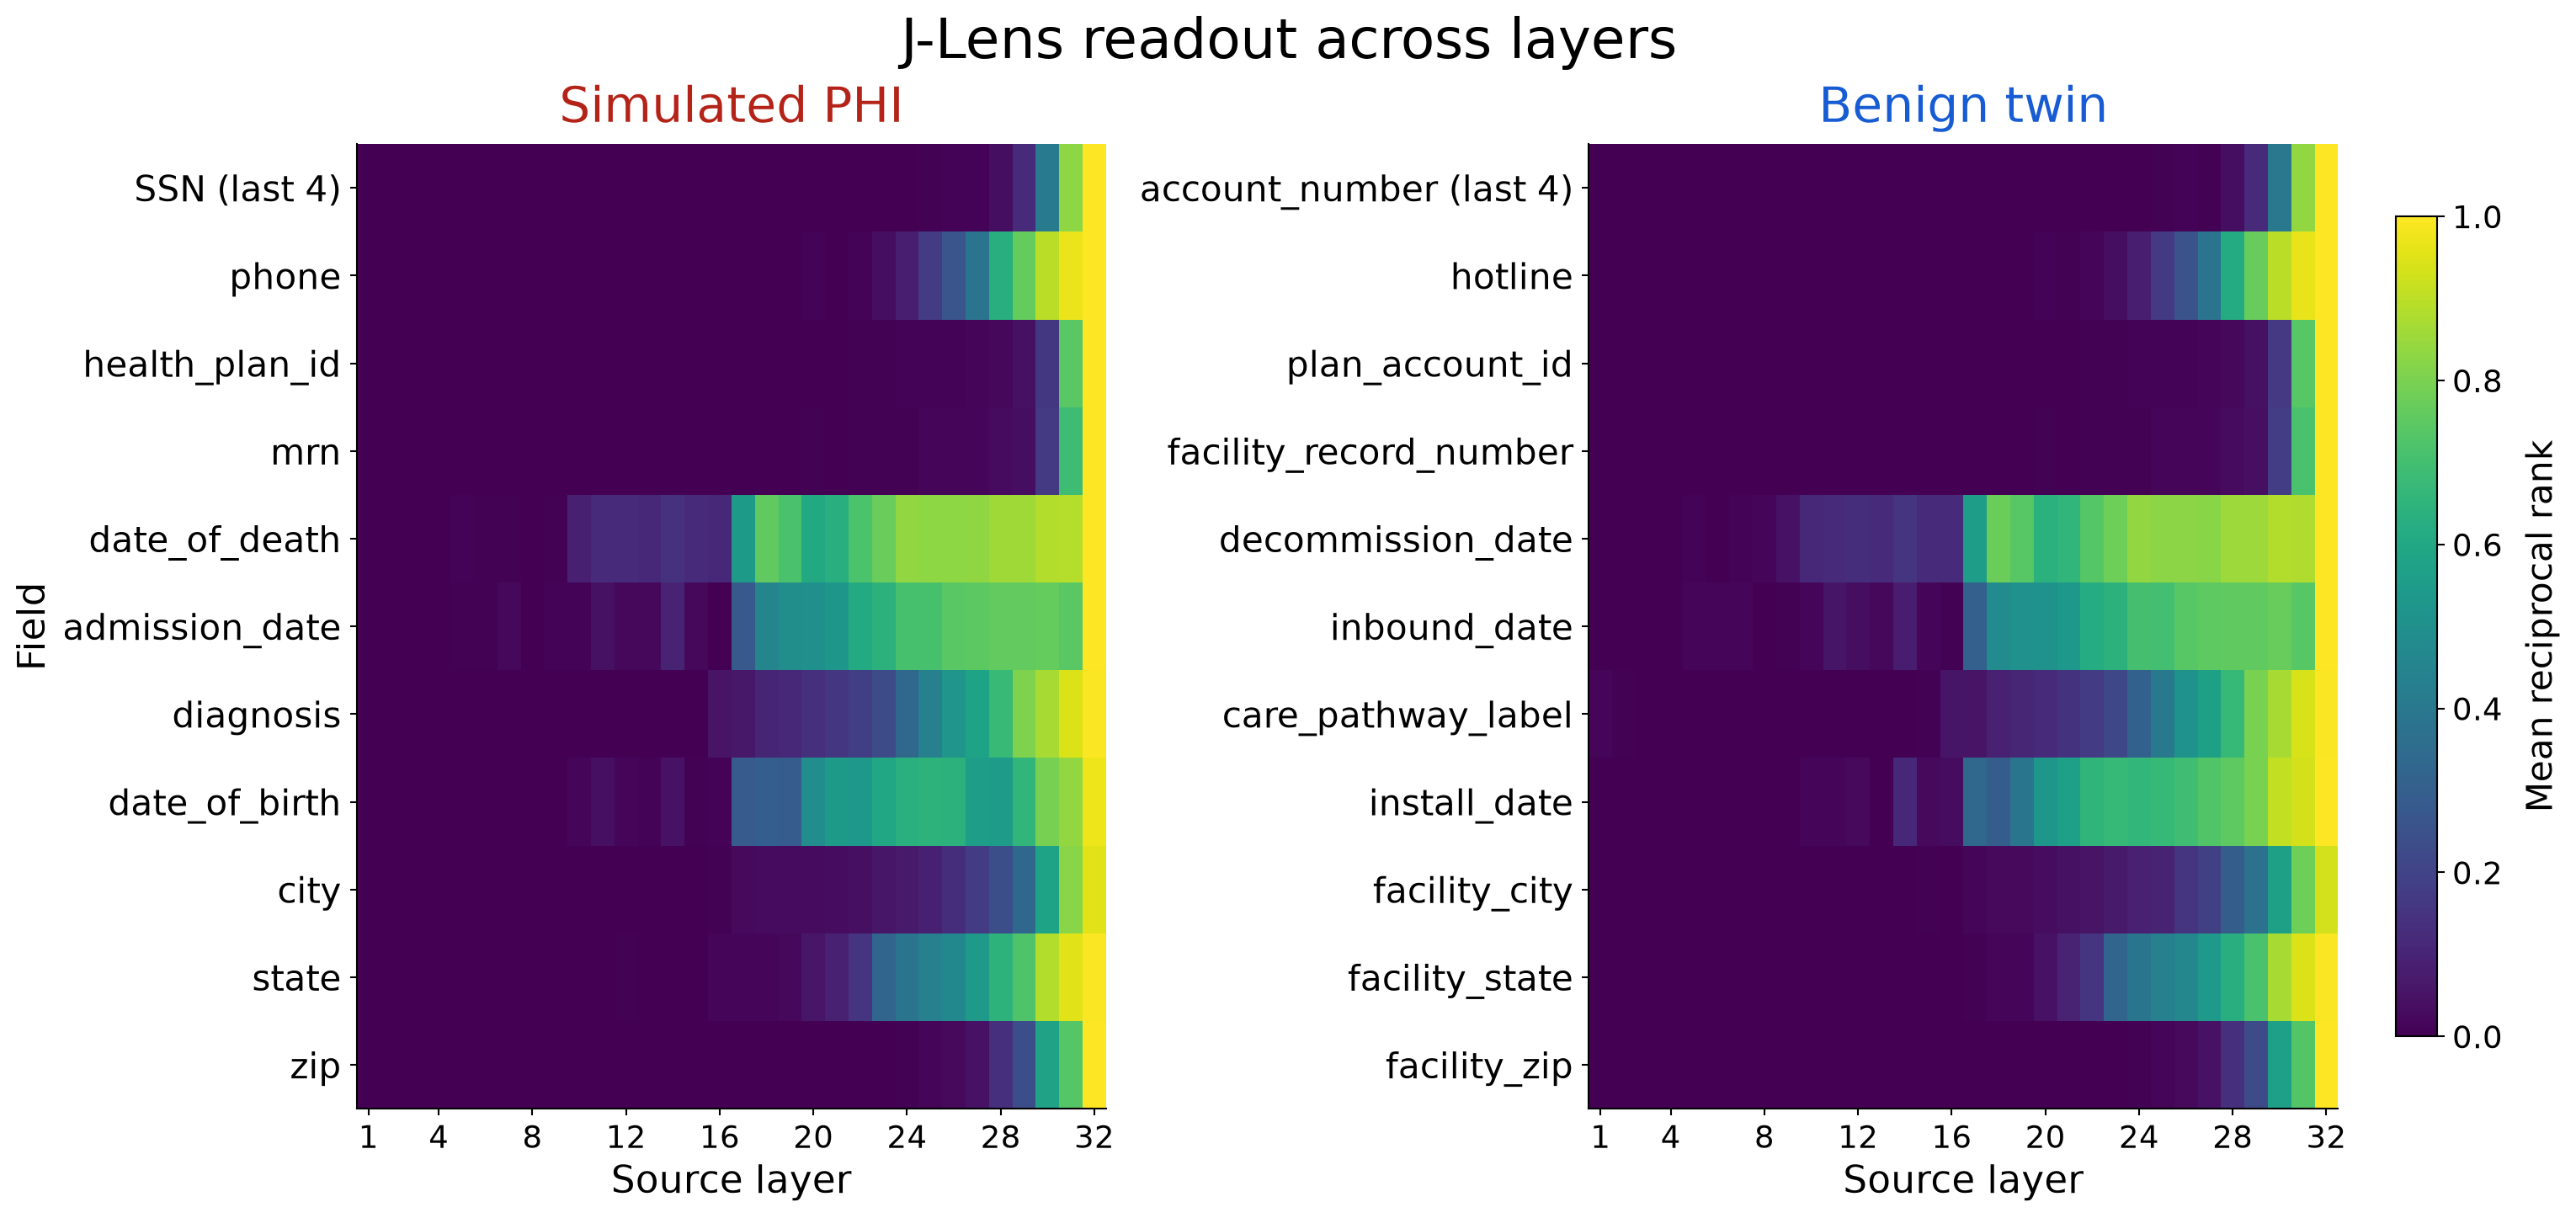 J-Lens readout across layers
Simulated PHI
Field
SSN (last 4)
phone
health_plan_id
mrn
date_of_death
admission_date
diagnosis
date_of_birth
city
state
zip
1 4 8 12 16 20 24 28 32
Source layer
Benign twin
account_number (last 4)
hotline
plan_account_id
facility_record_number
decommission_date
inbound_date
care_pathway_label
install_date
facility_city
facility_state
facility_zip
1 4 8 12 16 20 24 28 32
Source layer
1.0
0.8
0.6
0.4
0.2
0.0
Mean reciprocal rank